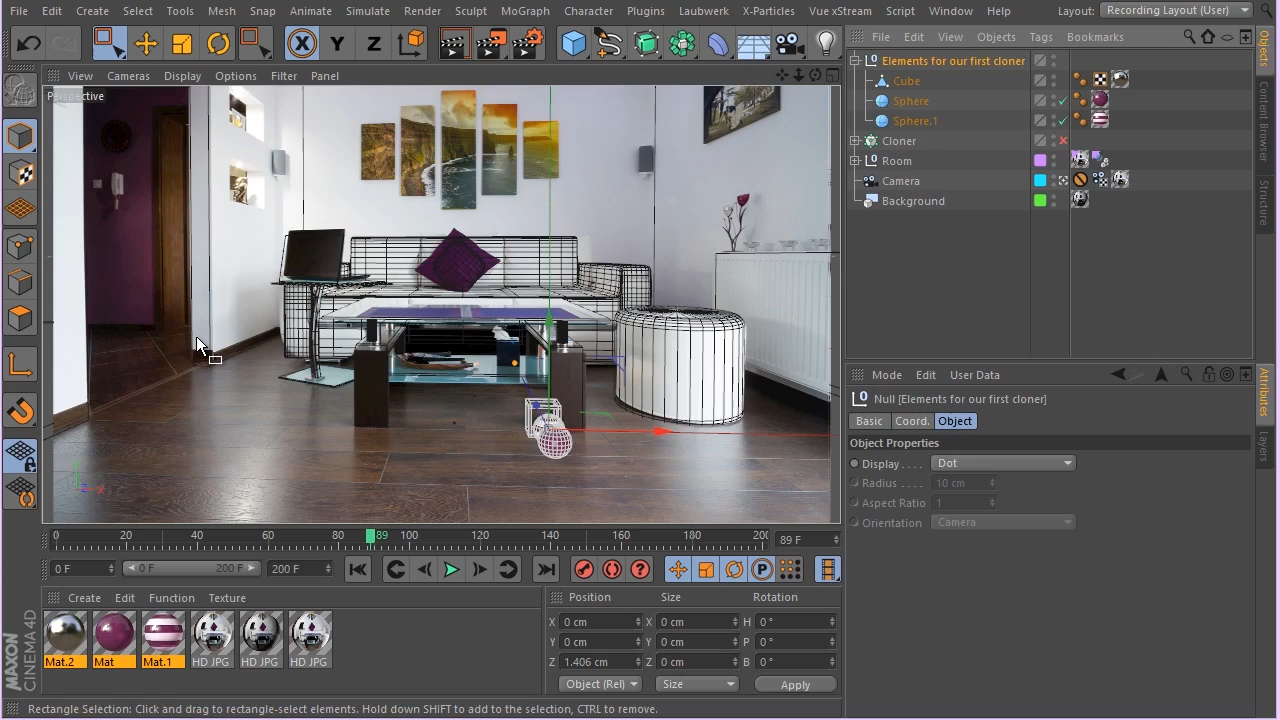 File Edit Create Select Tools Mesh Snap Animate Simulate Render Sculpt MoGraph Character Plugins Laubwerk X-Particles Vue xStream Script Window Help Layout: Recording Layout (User)
X Y Z
File Edit View Objects Tags Bookmarks
View Cameras Display Options Filter Panel
Perspective
Elements for our first cloner
Cube
Sphere
Sphere.1
Cloner
Room
Camera
Background
Objects
Content Browser
Structure
Mode Edit User Data
Null [Elements for our first cloner]
Basic Coord. Object
Object Properties
Display . . . . Dot
Radius . . . . 10 cm
Aspect Ratio 1
Orientation Camera
Attributes
Layers
0 20 40 60 80 89 100 120 140 160 180 200 89 F
0 F 0 F 200 F 200 F
P
Create Edit Function Texture
Mat.2 Mat Mat.1 HD JPG HD JPG HD JPG
MAXON
CINEMA 4D
Position Size Rotation
X 0 cm X 0 cm H 0 °
Y 0 cm Y 0 cm P 0 °
Z 1.406 cm Z 0 cm B 0 °
Object (Rel) Size Apply
Rectangle Selection: Click and drag to rectangle-select elements. Hold down SHIFT to add to the selection, CTRL to remove.